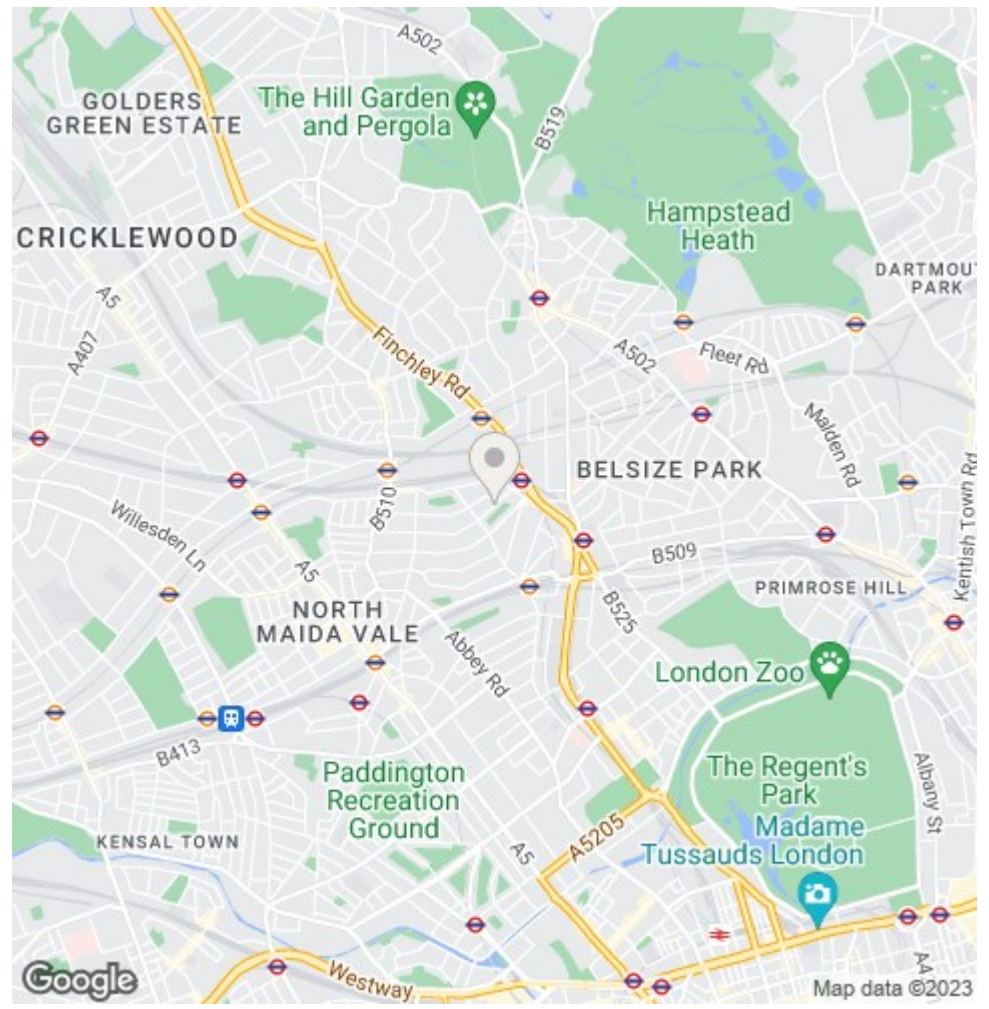 A502
GOLDERS
GREEN ESTATE
The Hill Garden
and Pergola
B519
Hampstead
Heath
CRICKLEWOOD
DARTMOU
PARK
A5
A407
Finchley Rd
A502
Fleet Rd
Malden Rd
BELSIZE PARK
Kentish Town Rd
B510
Willesden Ln
A5
B509
PRIMROSE HILL
NORTH
MAIDA VALE
B525
Abbey Rd
London Zoo
B413
The Regent's
Park
Albany St
Paddington
Recreation
Ground
Madame
Tussauds London
KENSAL TOWN
A5
A5205
Westway
A4
Google
Map data ©2023